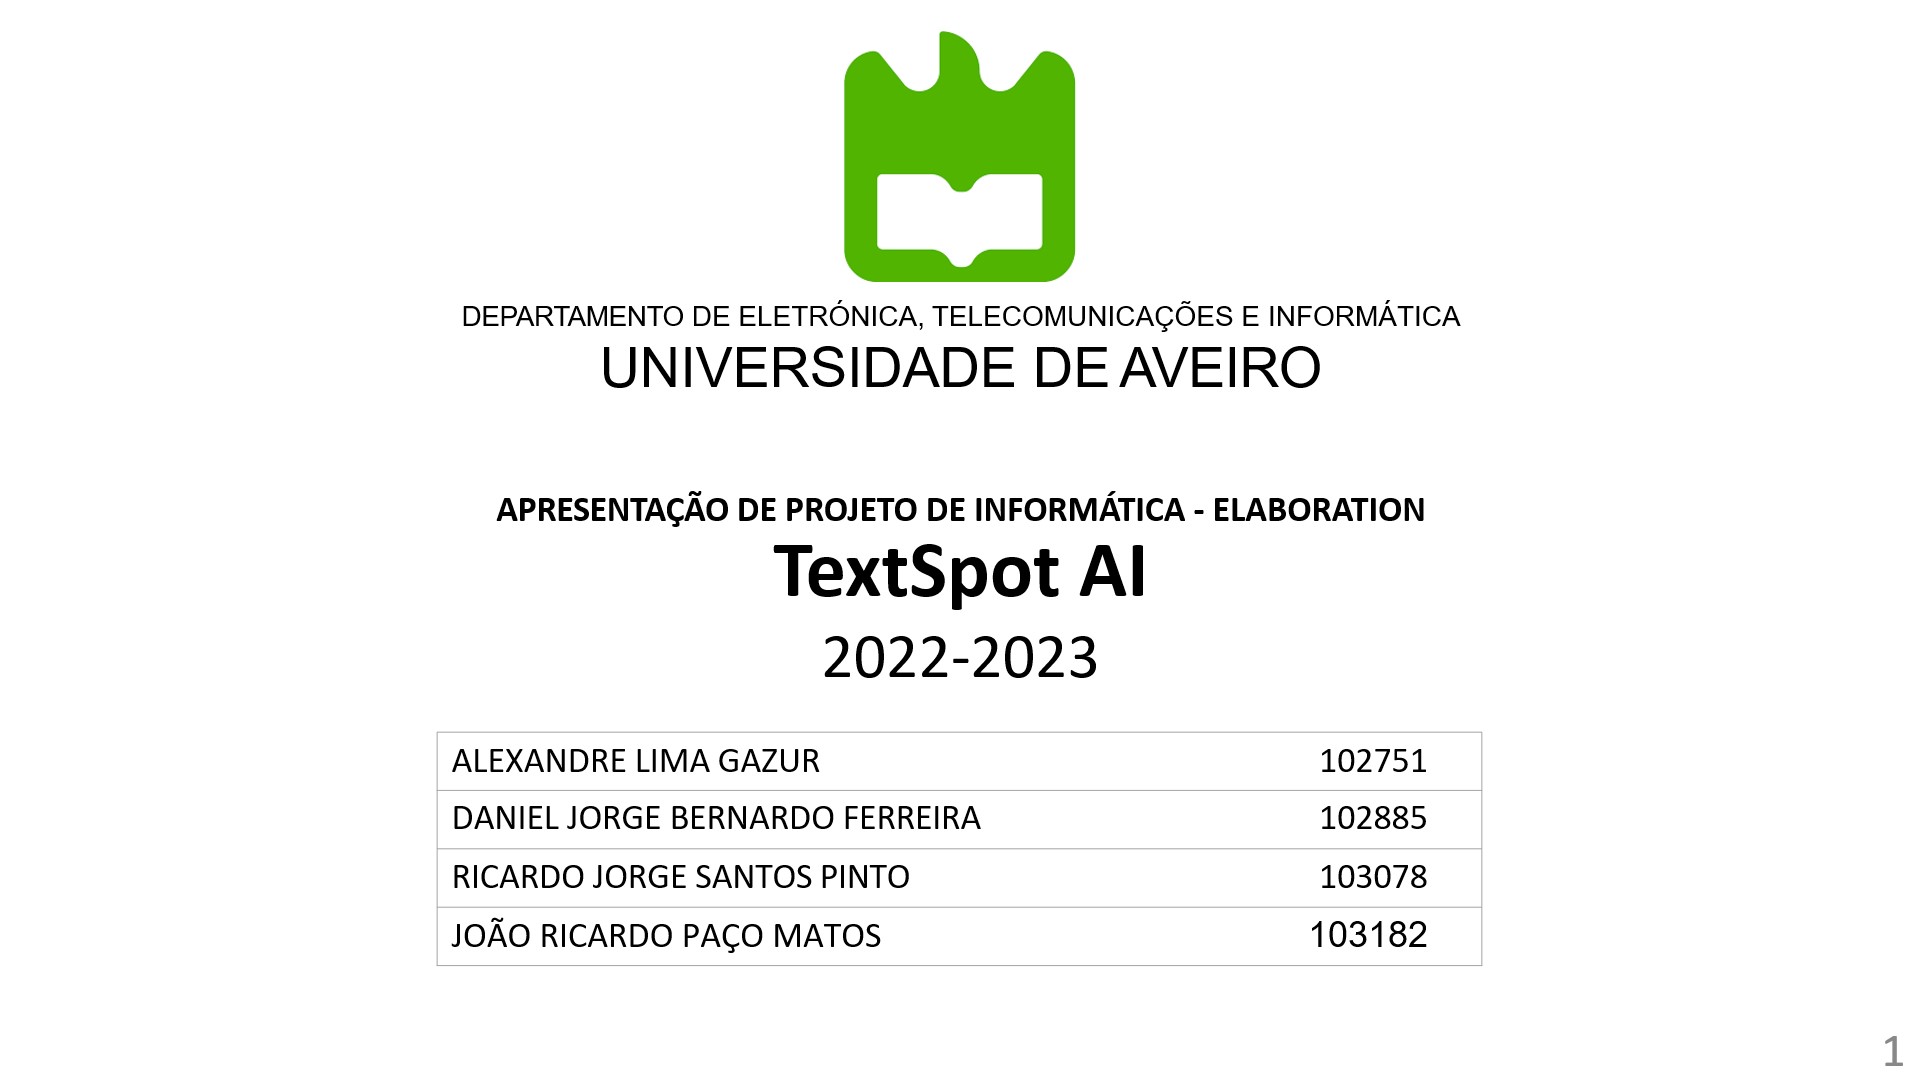 DEPARTAMENTO DE ELETRÓNICA, TELECOMUNICAÇÕES E INFORMÁTICA
UNIVERSIDADE DE AVEIRO
APRESENTAÇÃO DE PROJETO DE INFORMÁTICA - ELABORATION
TextSpot AI
2022-2023
ALEXANDRE LIMA GAZUR 102751
DANIEL JORGE BERNARDO FERREIRA 102885
RICARDO JORGE SANTOS PINTO 103078
JOÃO RICARDO PAÇO MATOS 103182
1